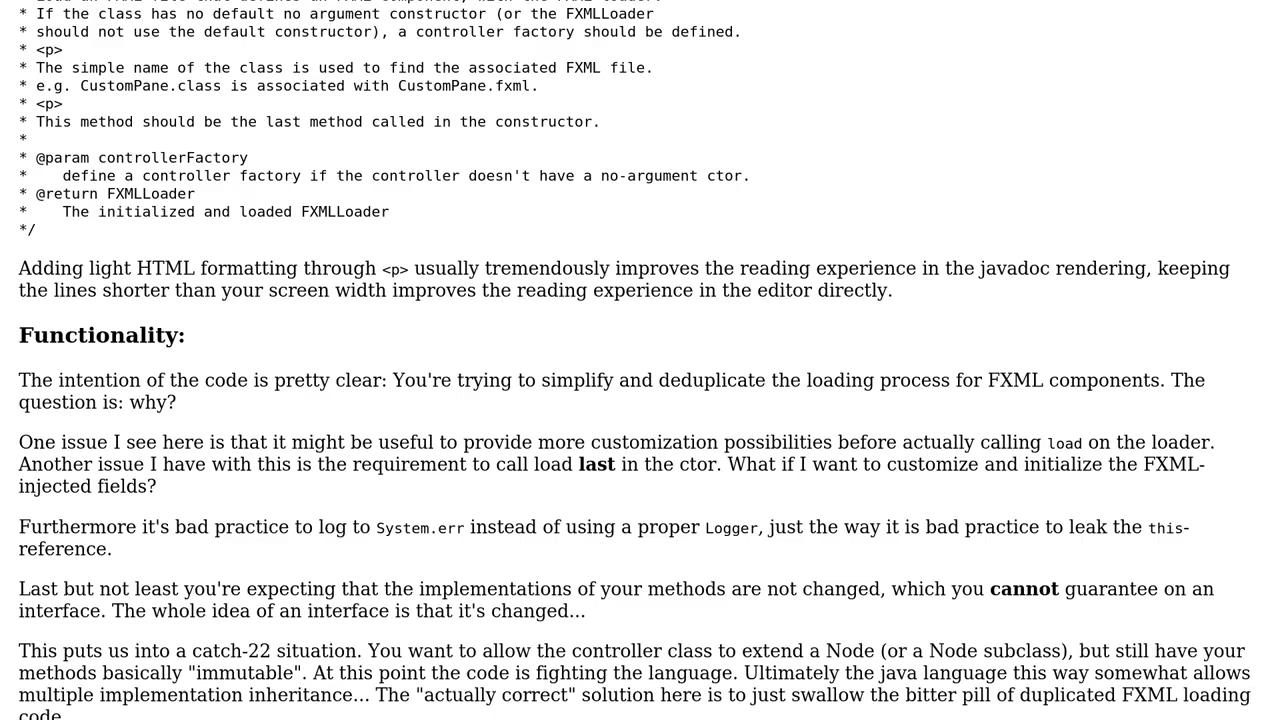 * If the class has no default no argument constructor (or the FXMLLoader
* should not use the default constructor), a controller factory should be defined.
* <p>
* The simple name of the class is used to find the associated FXML file.
* e.g. CustomPane.class is associated with CustomPane.fxml.
* <p>
* This method should be the last method called in the constructor.
*
* @param controllerFactory
*    define a controller factory if the controller doesn't have a no-argument ctor.
* @return FXMLLoader
*    The initialized and loaded FXMLLoader
*/
Adding light HTML formatting through <p> usually tremendously improves the reading experience in the javadoc rendering, keeping
the lines shorter than your screen width improves the reading experience in the editor directly.
Functionality:
The intention of the code is pretty clear: You're trying to simplify and deduplicate the loading process for FXML components. The
question is: why?
One issue I see here is that it might be useful to provide more customization possibilities before actually calling load on the loader.
Another issue I have with this is the requirement to call load last in the ctor. What if I want to customize and initialize the FXML-
injected fields?
Furthermore it's bad practice to log to System.err instead of using a proper Logger, just the way it is bad practice to leak the this-
reference.
Last but not least you're expecting that the implementations of your methods are not changed, which you cannot guarantee on an
interface. The whole idea of an interface is that it's changed...
This puts us into a catch-22 situation. You want to allow the controller class to extend a Node (or a Node subclass), but still have your
methods basically "immutable". At this point the code is fighting the language. Ultimately the java language this way somewhat allows
multiple implementation inheritance... The "actually correct" solution here is to just swallow the bitter pill of duplicated FXML loading
code.